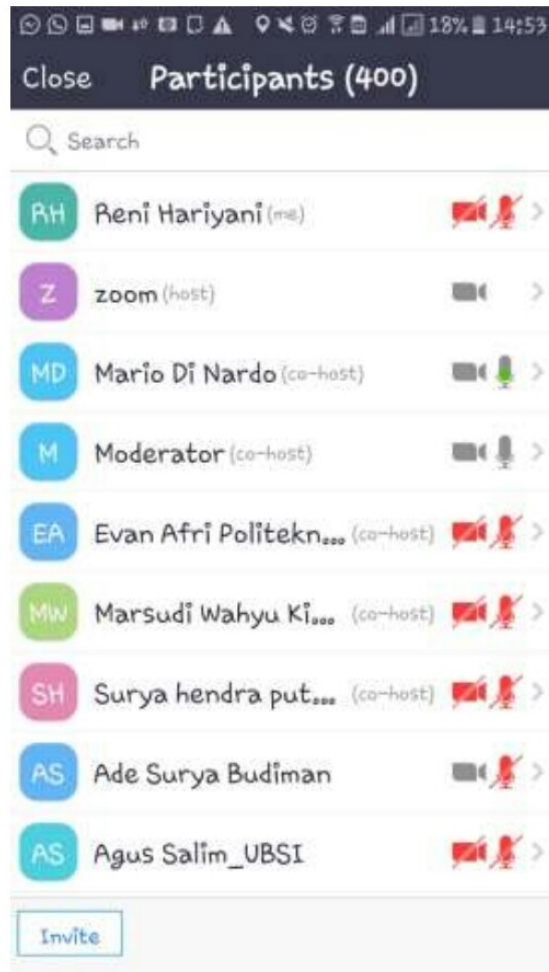 18% 14:53
Close Participants (400)
Search
RH Reni Hariyani (me)
Z zoom (host)
MD Mario Di Nardo (co-host)
M Moderator (co-host)
EA Evan Afri Politekn... (co-host)
MW Marsudi Wahyu Ki... (co-host)
SH Surya hendra put... (co-host)
AS Ade Surya Budiman
AS Agus Salim_UBSI
Invite